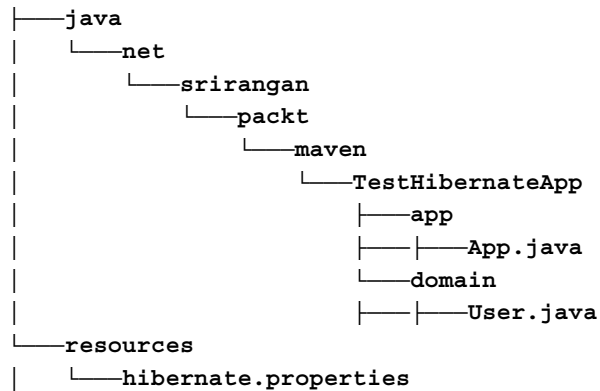 ├───java
│   └───net
│       └───srirangan
│           └───packt
│               └───maven
│                   └───TestHibernateApp
│                       ├───app
│                       ├───├───App.java
│                       └───domain
│                       ├───├───User.java
└───resources
│   └───hibernate.properties